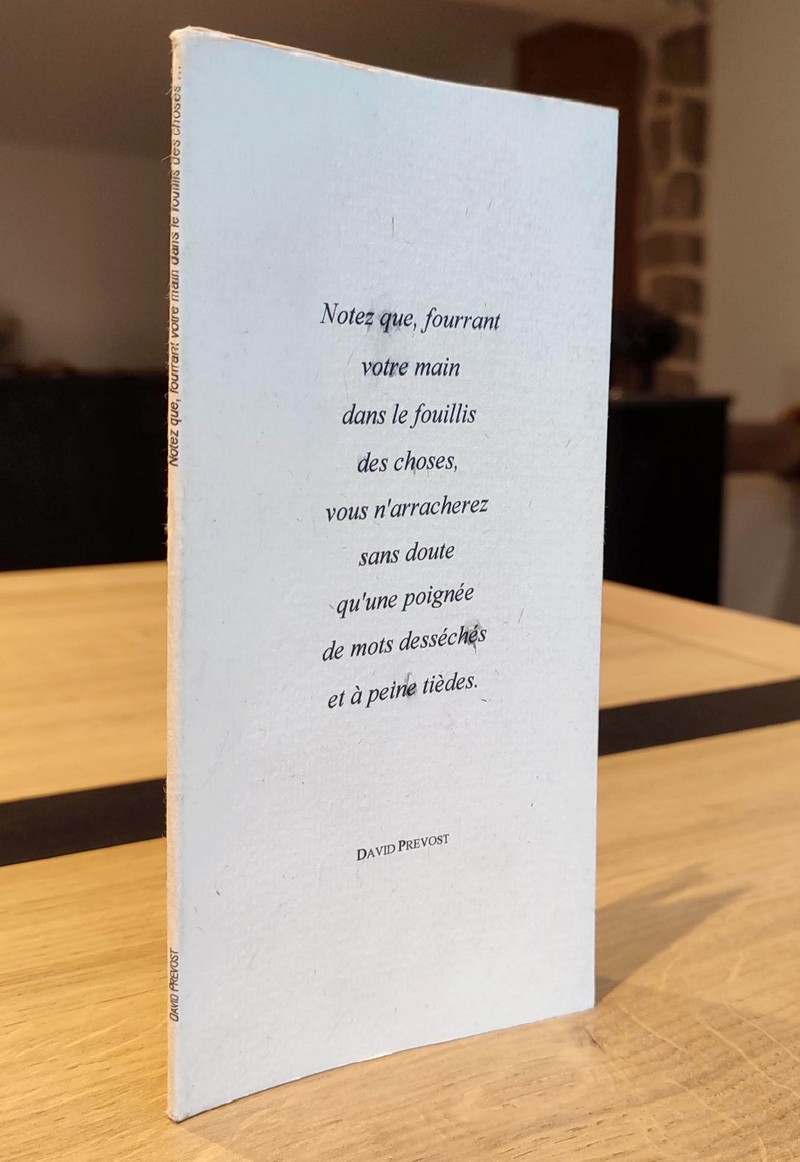 Notez que, fourrant
votre main
dans le fouillis
des choses,
vous n'arracherez
sans doute
qu'une poignée
de mots desséchés
et à peine tièdes.
DAVID PREVOST
Notez que, fourrant votre main dans le fouillis des choses ...
DAVID PREVOST